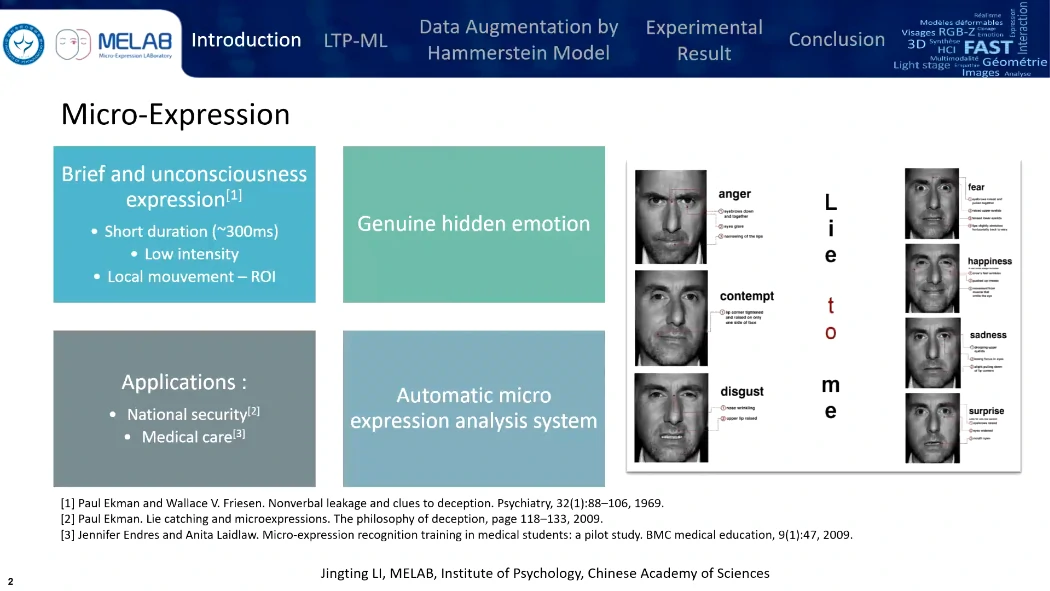 MELAB
Micro-Expression LAboratory
Introduction
LTP-ML
Data Augmentation by
Hammerstein Model
Experimental
Result
Conclusion
Réalisme
Modèles déformables
Visages RGB-Z
Emotion
3D
Synthèse
HCI
FAST
Multimodalité
Géométrie
Light stage
Images
Analyse
Expression
Interaction
Micro-Expression
Brief and unconsciousness
expression[1]
• Short duration (~300ms)
• Low intensity
• Local mouvement – ROI
Genuine hidden emotion
Applications :
• National security[2]
• Medical care[3]
Automatic micro
expression analysis system
anger
1 eyebrows down
and together
2 eyes glare
3 narrowing of the lips
contempt
1 lip corner tightened
and raised on only
one side of face
disgust
1 nose wrinkling
2 upper lip raised
Lie
to
me
fear
happiness
sadness
surprise
[1] Paul Ekman and Wallace V. Friesen. Nonverbal leakage and clues to deception. Psychiatry, 32(1):88–106, 1969.
[2] Paul Ekman. Lie catching and microexpressions. The philosophy of deception, page 118–133, 2009.
[3] Jennifer Endres and Anita Laidlaw. Micro-expression recognition training in medical students: a pilot study. BMC medical education, 9(1):47, 2009.
Jingting LI, MELAB, Institute of Psychology, Chinese Academy of Sciences
2